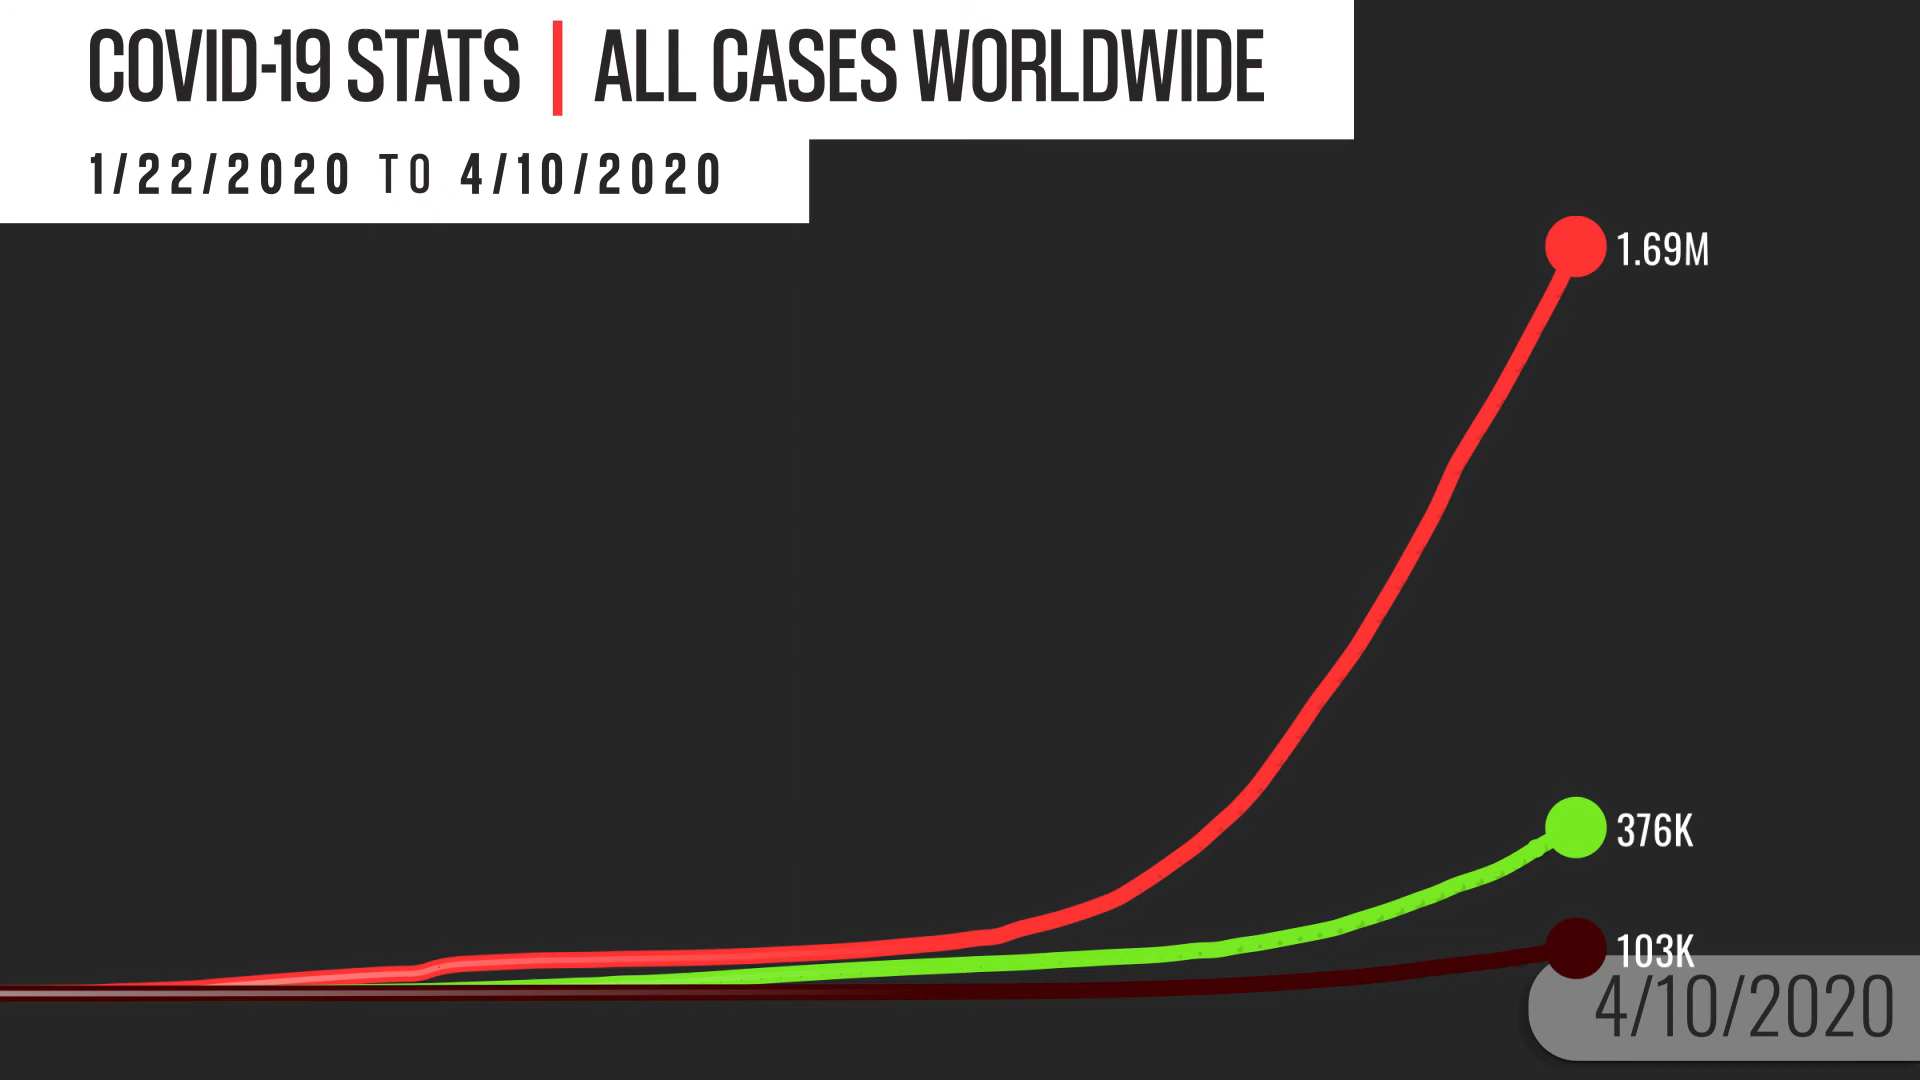 COVID-19 STATS | ALL CASES WORLDWIDE
1/22/2020 TO 4/10/2020
1.69M
376K
103K
4/10/2020